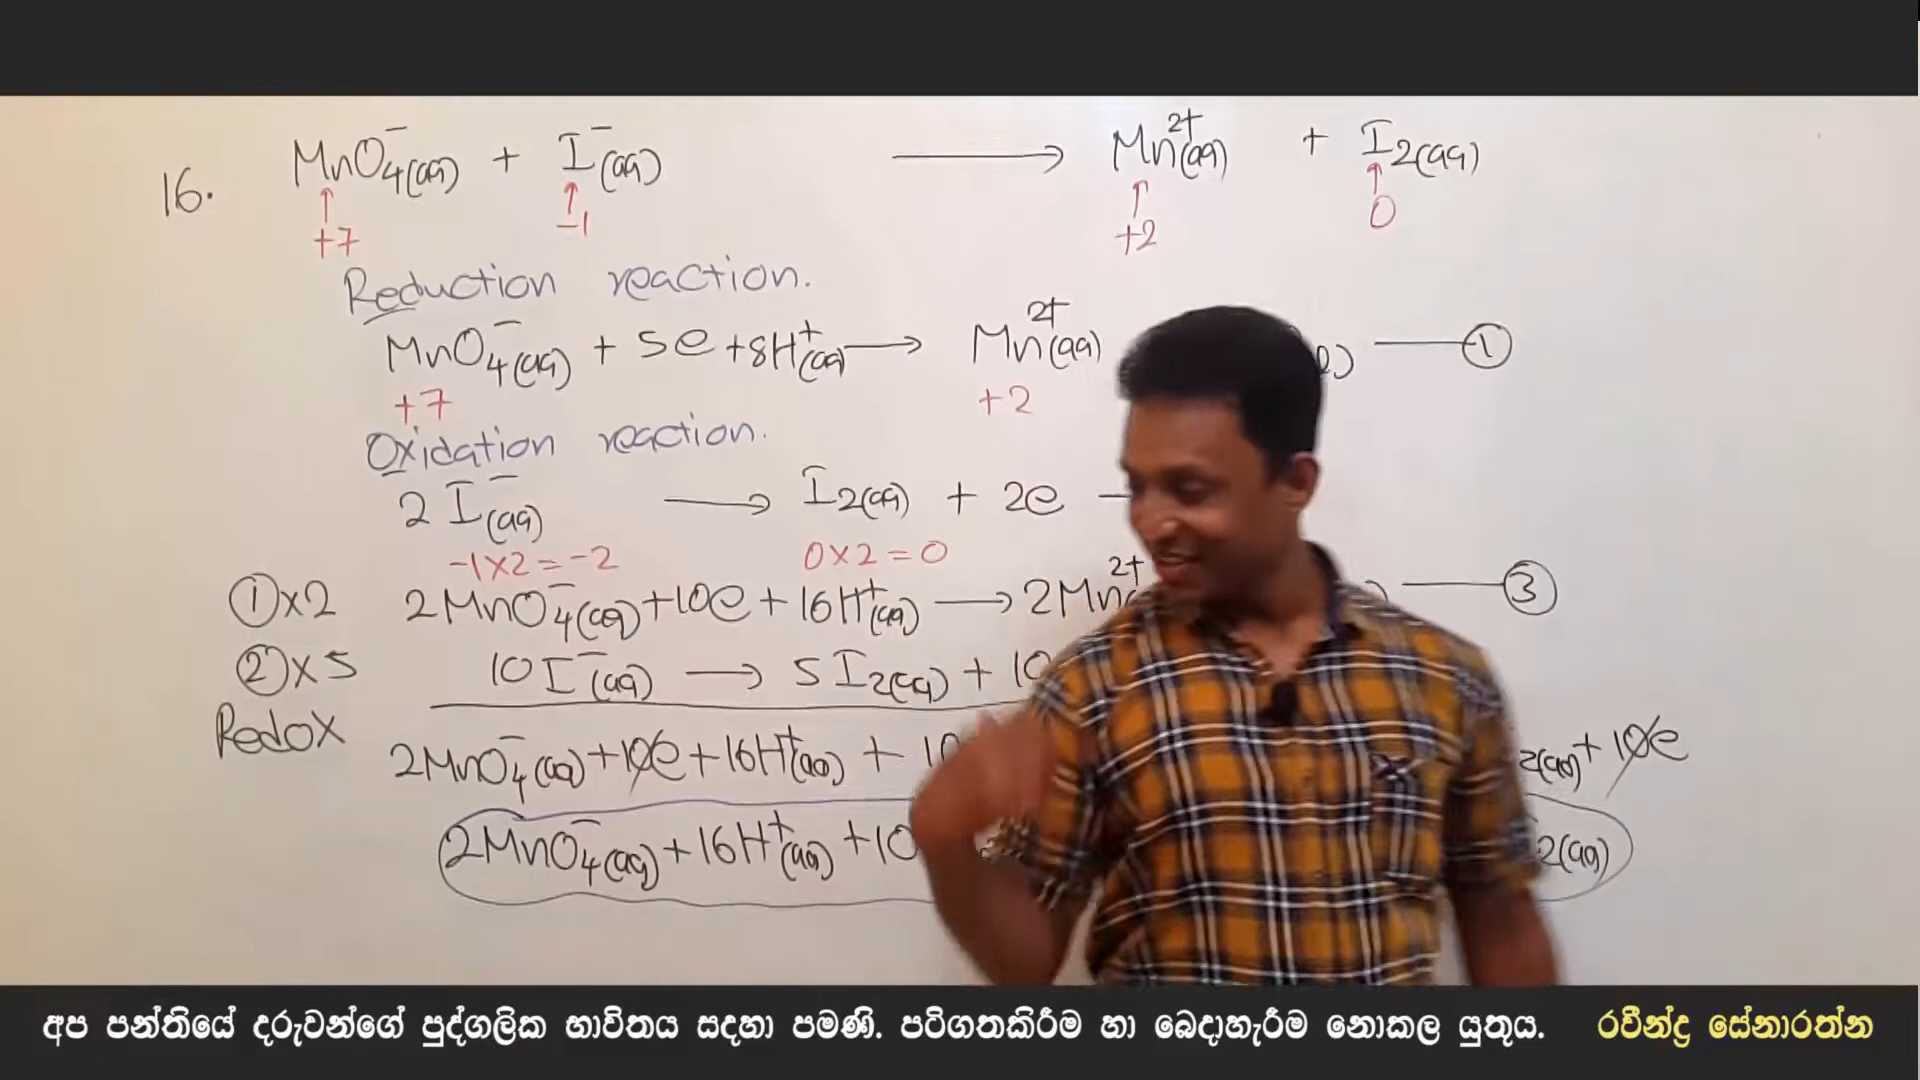 16. MnO₄⁻(aq) + I⁻(aq) ⟶ Mn²⁺(aq) + I₂(aq)
↑ ↑ ↑ ↑
+7 -1 +2 0
Reduction reaction.
MnO₄⁻(aq) + 5e + 8H⁺(aq) ⟶ Mn²⁺(aq) — ①
+7 +2
Oxidation reaction.
2I⁻(aq) ⟶ I₂(aq) + 2e
-1×2=-2 0×2=0
①×2 2MnO₄⁻(aq) + 10e + 16H⁺(aq) ⟶ 2Mn²⁺ — ③
②×5 10I⁻(aq) ⟶ 5I₂(aq) + 10
Redox 2MnO₄⁻(aq) + 10e + 16H⁺(aq) + 10 2(aq) + 10e
2MnO₄⁻(aq) + 16H⁺(aq) + 10 2(aq)
අප පන්තියේ දරුවන්ගේ පුද්ගලික භාවිතය සදහා පමණි. පටිගතකිරීම හා බෙදාහැරීම නොකල යුතුය. රවීන්ද්‍ර සේනාරත්න